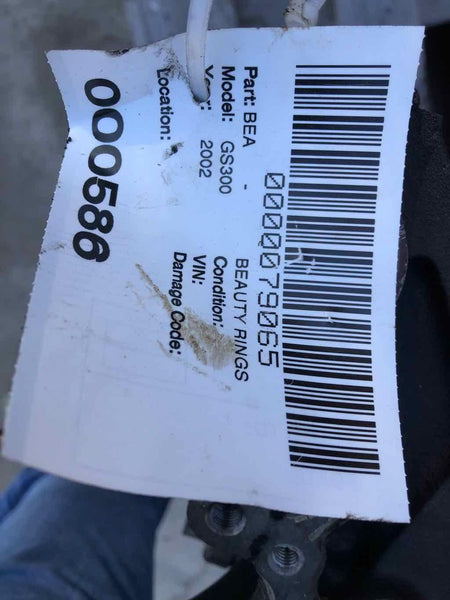 0000079065
Part: BEA - BEAUTY RINGS
Model: GS300 Condition:
Year: 2002 VIN:
Location: Damage Code:
000586